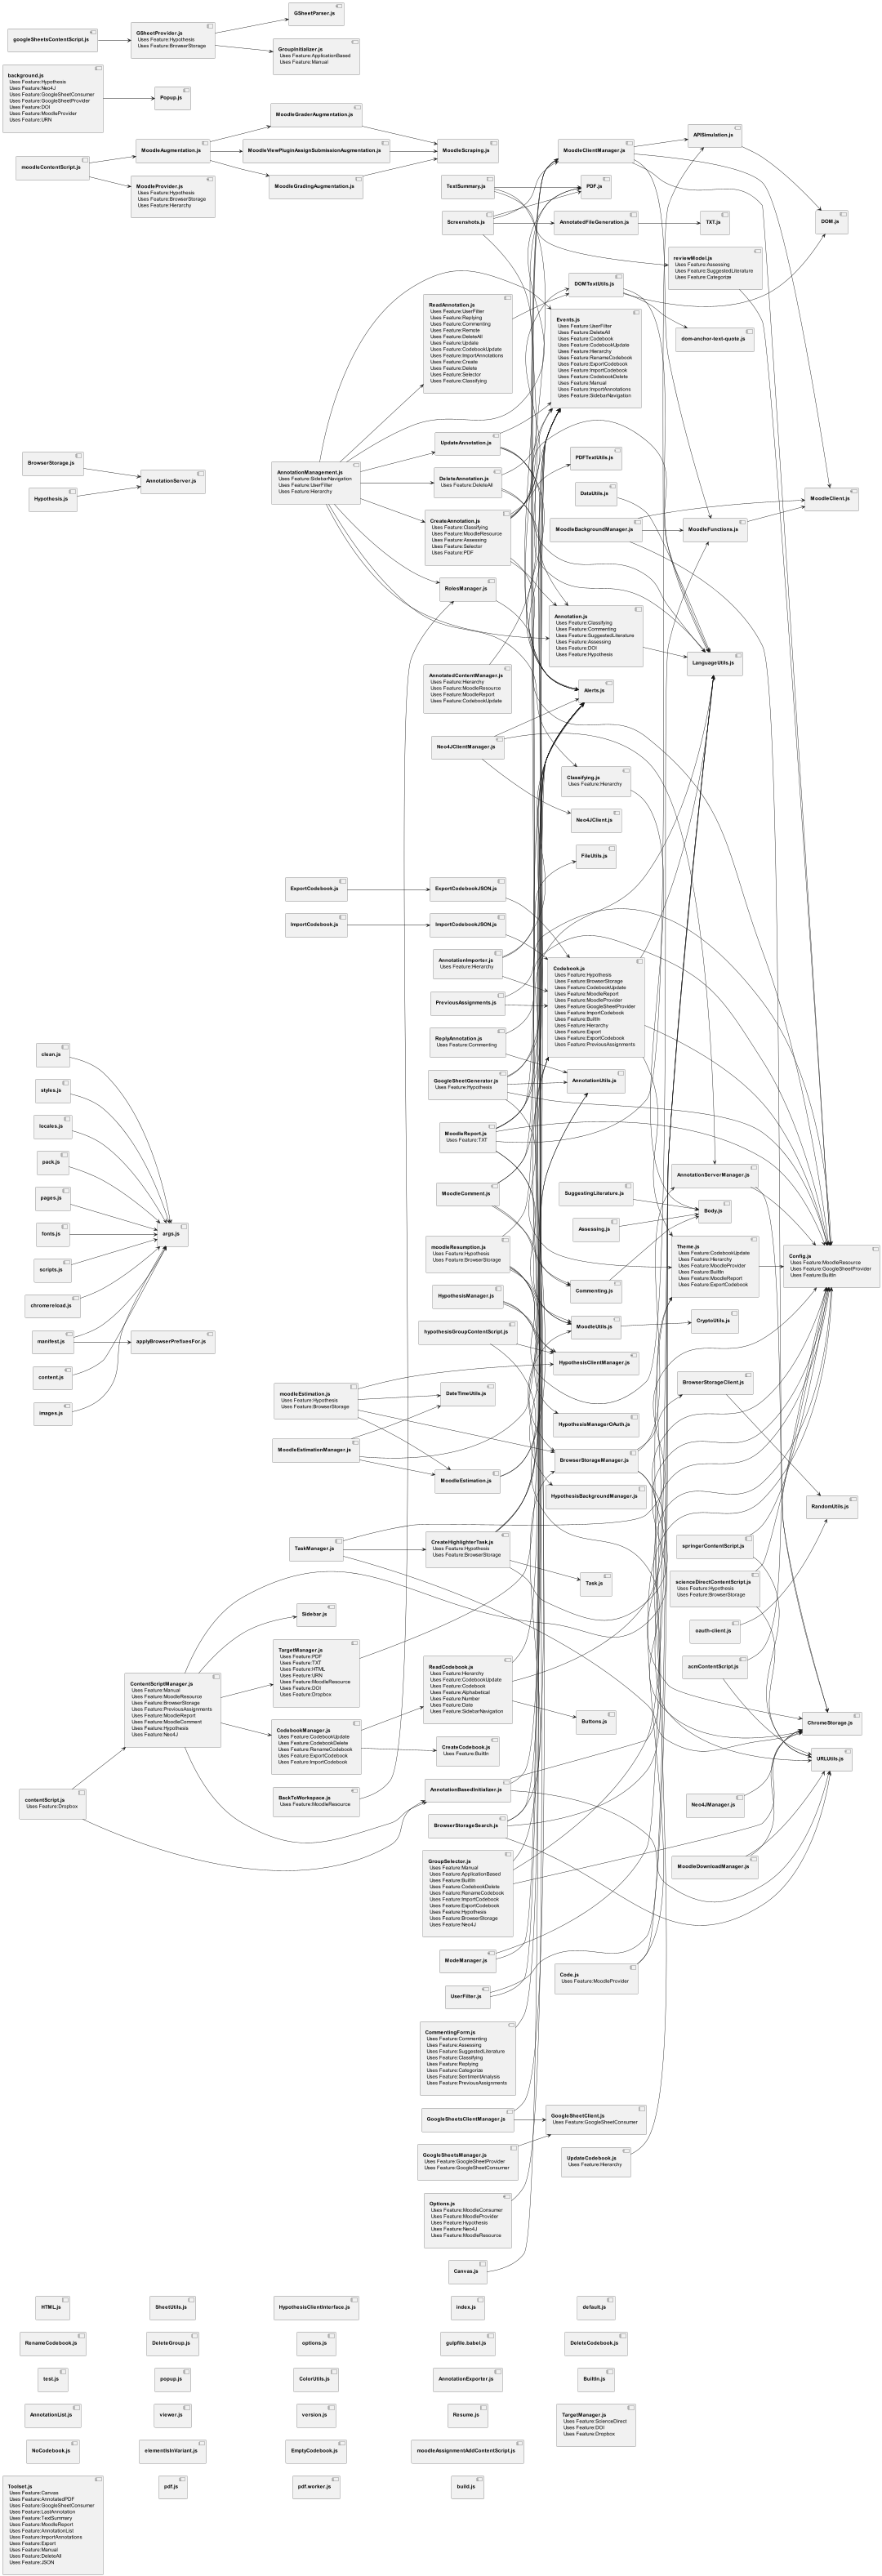 GSheetParser.js
googleSheetsContentScript.js
GSheetProvider.js
Uses Feature:Hypothesis
Uses Feature:BrowserStorage
GroupInitializer.js
Uses Feature:ApplicationBased
Uses Feature:Manual
background.js
Uses Feature:Hypothesis
Uses Feature:Neo4J
Uses Feature:GoogleSheetConsumer
Uses Feature:GoogleSheetProvider
Uses Feature:DOI
Uses Feature:MoodleProvider
Uses Feature:URN
Popup.js
MoodleGraderAugmentation.js
moodleContentScript.js
MoodleAugmentation.js
MoodleViewPluginAssignSubmissionAugmentation.js
MoodleScraping.js
MoodleProvider.js
Uses Feature:Hypothesis
Uses Feature:BrowserStorage
Uses Feature:Hierarchy
MoodleGradingAugmentation.js
MoodleClientManager.js
APISimulation.js
TextSummary.js
PDF.js
Screenshots.js
AnnotatedFileGeneration.js
TXT.js
DOM.js
reviewModel.js
Uses Feature:Assessing
Uses Feature:SuggestedLiterature
Uses Feature:Categorize
DOMTextUtils.js
ReadAnnotation.js
Uses Feature:UserFilter
Uses Feature:Replying
Uses Feature:Commenting
Uses Feature:Remote
Uses Feature:DeleteAll
Uses Feature:Update
Uses Feature:CodebookUpdate
Uses Feature:ImportAnnotations
Uses Feature:Create
Uses Feature:Delete
Uses Feature:Selector
Uses Feature:Classifying
Events.js
Uses Feature:UserFilter
Uses Feature:DeleteAll
Uses Feature:Codebook
Uses Feature:CodebookUpdate
Uses Feature:Hierarchy
Uses Feature:RenameCodebook
Uses Feature:ExportCodebook
Uses Feature:ImportCodebook
Uses Feature:CodebookDelete
Uses Feature:Manual
Uses Feature:ImportAnnotations
Uses Feature:SidebarNavigation
dom-anchor-text-quote.js
BrowserStorage.js
AnnotationServer.js
Hypothesis.js
AnnotationManagement.js
Uses Feature:SidebarNavigation
Uses Feature:UserFilter
Uses Feature:Hierarchy
UpdateAnnotation.js
PDFTextUtils.js
DeleteAnnotation.js
Uses Feature:DeleteAll
DataUtils.js
MoodleClient.js
CreateAnnotation.js
Uses Feature:Classifying
Uses Feature:MoodleResource
Uses Feature:Assessing
Uses Feature:Selector
Uses Feature:PDF
MoodleBackgroundManager.js
MoodleFunctions.js
RolesManager.js
Annotation.js
Uses Feature:Classifying
Uses Feature:Commenting
Uses Feature:SuggestedLiterature
Uses Feature:Assessing
Uses Feature:DOI
Uses Feature:Hypothesis
LanguageUtils.js
AnnotatedContentManager.js
Uses Feature:Hierarchy
Uses Feature:MoodleResource
Uses Feature:MoodleReport
Uses Feature:CodebookUpdate
Alerts.js
Neo4JClientManager.js
Classifying.js
Uses Feature:Hierarchy
Neo4JClient.js
FileUtils.js
ExportCodebook.js
ExportCodebookJSON.js
ImportCodebook.js
ImportCodebookJSON.js
AnnotationImporter.js
Uses Feature:Hierarchy
Codebook.js
Uses Feature:Hypothesis
Uses Feature:BrowserStorage
Uses Feature:CodebookUpdate
Uses Feature:MoodleReport
Uses Feature:MoodleProvider
Uses Feature:GoogleSheetProvider
Uses Feature:ImportCodebook
Uses Feature:BuiltIn
Uses Feature:Hierarchy
Uses Feature:Export
Uses Feature:ExportCodebook
Uses Feature:PreviousAssignments
PreviousAssignments.js
ReplyAnnotation.js
Uses Feature:Commenting
GoogleSheetGenerator.js
Uses Feature:Hypothesis
AnnotationUtils.js
MoodleReport.js
Uses Feature:TXT
clean.js
styles.js
locales.js
pack.js
pages.js
fonts.js
args.js
scripts.js
chromereload.js
manifest.js
applyBrowserPrefixesFor.js
content.js
images.js
AnnotationServerManager.js
MoodleComment.js
SuggestingLiterature.js
Body.js
Assessing.js
moodleResumption.js
Uses Feature:Hypothesis
Uses Feature:BrowserStorage
Theme.js
Uses Feature:CodebookUpdate
Uses Feature:Hierarchy
Uses Feature:MoodleProvider
Uses Feature:BuiltIn
Uses Feature:MoodleReport
Uses Feature:ExportCodebook
Config.js
Uses Feature:MoodleResource
Uses Feature:GoogleSheetProvider
Uses Feature:BuiltIn
HypothesisManager.js
Commenting.js
hypothesisGroupContentScript.js
MoodleUtils.js
CryptoUtils.js
HypothesisClientManager.js
moodleEstimation.js
Uses Feature:Hypothesis
Uses Feature:BrowserStorage
DateTimeUtils.js
BrowserStorageClient.js
HypothesisManagerOAuth.js
MoodleEstimationManager.js
BrowserStorageManager.js
MoodleEstimation.js
HypothesisBackgroundManager.js
RandomUtils.js
TaskManager.js
CreateHighlighterTask.js
Uses Feature:Hypothesis
Uses Feature:BrowserStorage
springerContentScript.js
Task.js
scienceDirectContentScript.js
Uses Feature:Hypothesis
Uses Feature:BrowserStorage
Sidebar.js
oauth-client.js
ContentScriptManager.js
Uses Feature:Manual
Uses Feature:MoodleResource
Uses Feature:BrowserStorage
Uses Feature:PreviousAssignments
Uses Feature:MoodleReport
Uses Feature:MoodleComment
Uses Feature:Hypothesis
Uses Feature:Neo4J
TargetManager.js
Uses Feature:PDF
Uses Feature:TXT
Uses Feature:HTML
Uses Feature:URN
Uses Feature:MoodleResource
Uses Feature:DOI
Uses Feature:Dropbox
ReadCodebook.js
Uses Feature:Hierarchy
Uses Feature:CodebookUpdate
Uses Feature:Codebook
Uses Feature:Alphabetical
Uses Feature:Number
Uses Feature:Date
Uses Feature:SidebarNavigation
acmContentScript.js
Buttons.js
ChromeStorage.js
CodebookManager.js
Uses Feature:CodebookUpdate
Uses Feature:CodebookDelete
Uses Feature:RenameCodebook
Uses Feature:ExportCodebook
Uses Feature:ImportCodebook
CreateCodebook.js
Uses Feature:BuiltIn
URLUtils.js
contentScript.js
Uses Feature:Dropbox
BackToWorkspace.js
Uses Feature:MoodleResource
AnnotationBasedInitializer.js
Neo4JManager.js
BrowserStorageSearch.js
MoodleDownloadManager.js
GroupSelector.js
Uses Feature:Manual
Uses Feature:ApplicationBased
Uses Feature:BuiltIn
Uses Feature:CodebookDelete
Uses Feature:RenameCodebook
Uses Feature:ImportCodebook
Uses Feature:ExportCodebook
Uses Feature:Hypothesis
Uses Feature:BrowserStorage
Uses Feature:Neo4J
ModeManager.js
Code.js
Uses Feature:MoodleProvider
UserFilter.js
CommentingForm.js
Uses Feature:Commenting
Uses Feature:Assessing
Uses Feature:SuggestedLiterature
Uses Feature:Classifying
Uses Feature:Replying
Uses Feature:Categorize
Uses Feature:SentimentAnalysis
Uses Feature:PreviousAssignments
GoogleSheetsClientManager.js
GoogleSheetClient.js
Uses Feature:GoogleSheetConsumer
GoogleSheetsManager.js
Uses Feature:GoogleSheetProvider
Uses Feature:GoogleSheetConsumer
UpdateCodebook.js
Uses Feature:Hierarchy
Options.js
Uses Feature:MoodleConsumer
Uses Feature:MoodleProvider
Uses Feature:Hypothesis
Uses Feature:Neo4J
Uses Feature:MoodleResource
Canvas.js
HTML.js
SheetUtils.js
HypothesisClientInterface.js
index.js
default.js
RenameCodebook.js
DeleteGroup.js
options.js
gulpfile.babel.js
DeleteCodebook.js
test.js
popup.js
ColorUtils.js
AnnotationExporter.js
BuiltIn.js
AnnotationList.js
viewer.js
version.js
Resume.js
TargetManager.js
Uses Feature:ScienceDirect
Uses Feature:DOI
Uses Feature:Dropbox
NoCodebook.js
elementIsInVariant.js
EmptyCodebook.js
moodleAssignmentAddContentScript.js
Toolset.js
Uses Feature:Canvas
Uses Feature:AnnotatedPDF
Uses Feature:GoogleSheetConsumer
Uses Feature:LastAnnotation
Uses Feature:TextSummary
Uses Feature:MoodleReport
Uses Feature:AnnotationList
Uses Feature:ImportAnnotations
Uses Feature:Export
Uses Feature:Manual
Uses Feature:DeleteAll
Uses Feature:JSON
pdf.js
pdf.worker.js
build.js